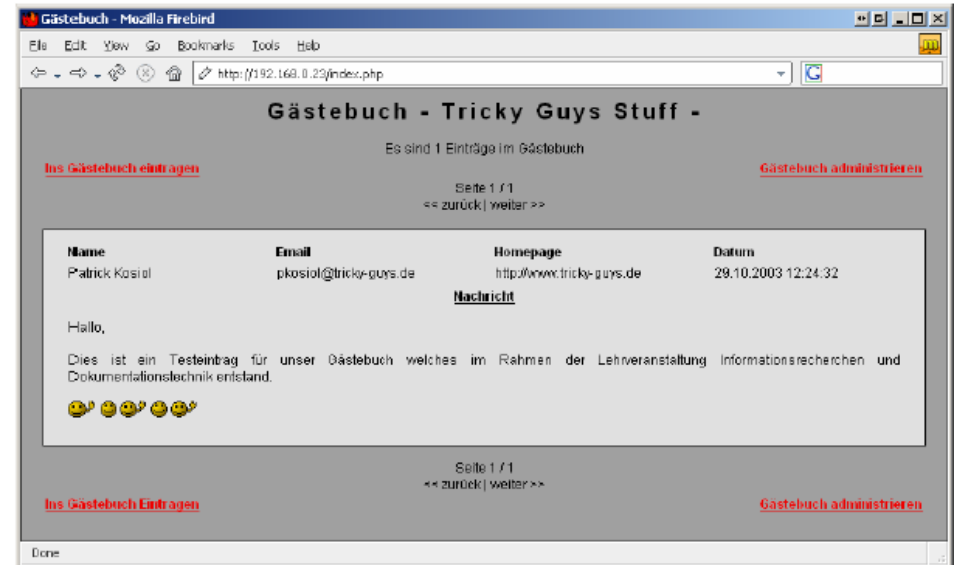 Gästebuch - Mozilla Firebird
File Edit View Go Bookmarks Tools Help
http://192.168.0.23/index.php
G
Gästebuch - Tricky Guys Stuff -
Es sind 1 Einträge im Gästebuch
Ins Gästebuch eintragen Gästebuch administrieren
Seite 1 / 1
<< zurück | weiter >>
Name Email Homepage Datum
Patrick Kosiol pkosiol@tricky-guys.de http://www.tricky-guys.de 29.10.2003 12:24:32
Nachricht
Hallo,
Dies ist ein Testeintrag für unser Gästebuch welches im Rahmen der Lehrveranstaltung Informationsrecherchen und
Dokumentationstechnik entstand.
Seite 1 / 1
<< zurück | weiter >>
Ins Gästebuch Eintragen Gästebuch administrieren
Done